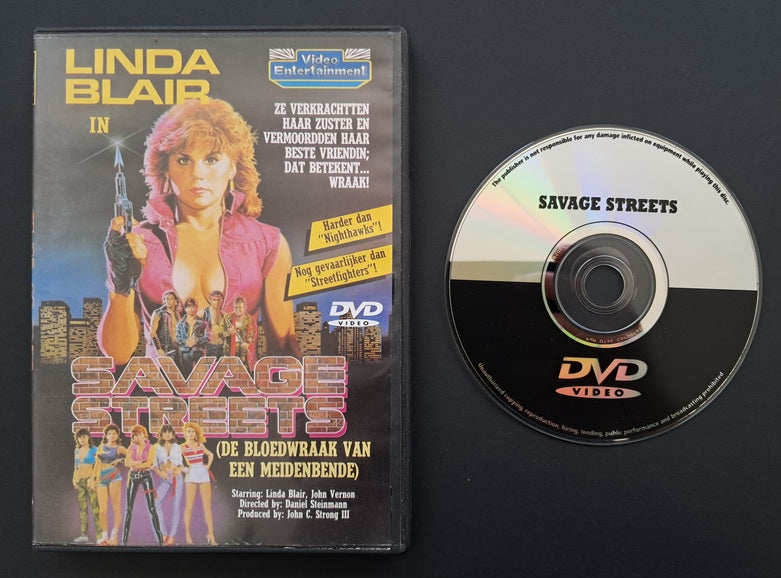 LINDA
BLAIR
IN
Video
Entertainment
ZE VERKRACHTTEN
HAAR ZUSTER EN
VERMOORDDEN HAAR
BESTE VRIENDIN;
DAT BETEKENT...
WRAAK!
Harder dan
"Nighthawks"!
Nog gevaarlijker dan
"Streetfighters"!
DVD
VIDEO
SAVAGE
STREETS
(DE BLOEDWRAAK VAN
EEN MEIDENBENDE)
Starring: Linda Blair, John Vernon
Directed by: Daniel Steinmann
Produced by: John C. Strong III
The publisher is not responsible for any damage inflicted on equipment while playing this disc.
SAVAGE STREETS
DVD
VIDEO
Unauthorised copying, reproduction, hiring, lending, public performance and broadcasting prohibited